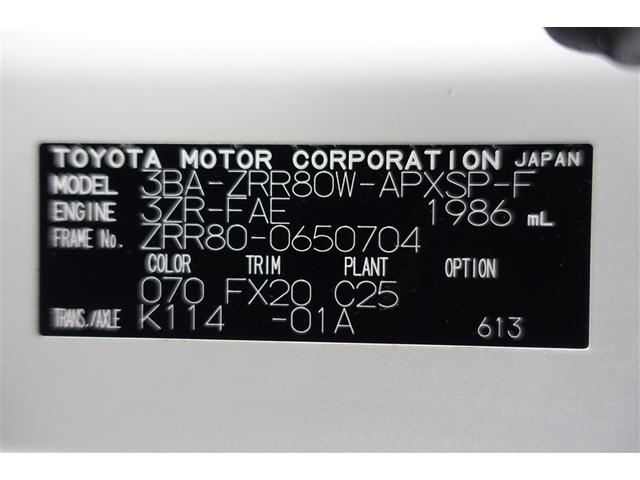 TOYOTA MOTOR CORPORATION JAPAN
MODEL 3BA-ZRR80W-APXSP-F
ENGINE 3ZR-FAE 1986 mL
FRAME No. ZRR80-0650704
COLOR TRIM PLANT OPTION
070 FX20 C25
TRANS./AXLE K114 -01A 613